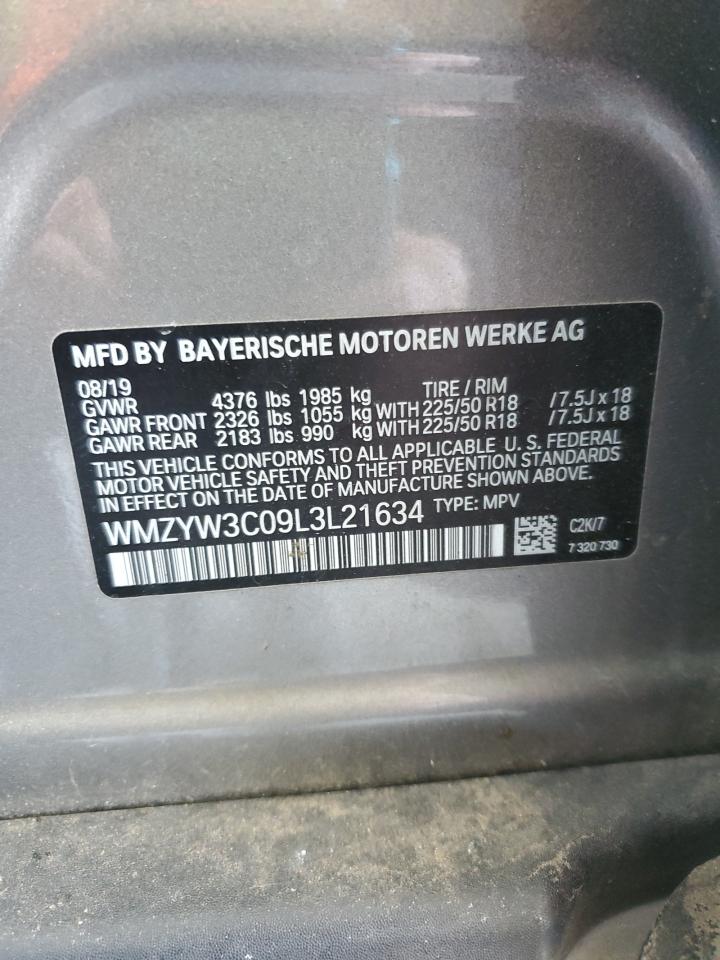 MFD BY BAYERISCHE MOTOREN WERKE AG
08/19 TIRE / RIM
GVWR 4376 lbs 1985 kg
GAWR FRONT 2326 lbs 1055 kg WITH 225/50 R18 /7.5J x 18
GAWR REAR 2183 lbs 990 kg WITH 225/50 R18 /7.5J x 18
THIS VEHICLE CONFORMS TO ALL APPLICABLE U. S. FEDERAL
MOTOR VEHICLE SAFETY AND THEFT PREVENTION STANDARDS
IN EFFECT ON THE DATE OF MANUFACTURE SHOWN ABOVE.
WMZYW3C09L3L21634 TYPE: MPV
C2K/7
7 320 730